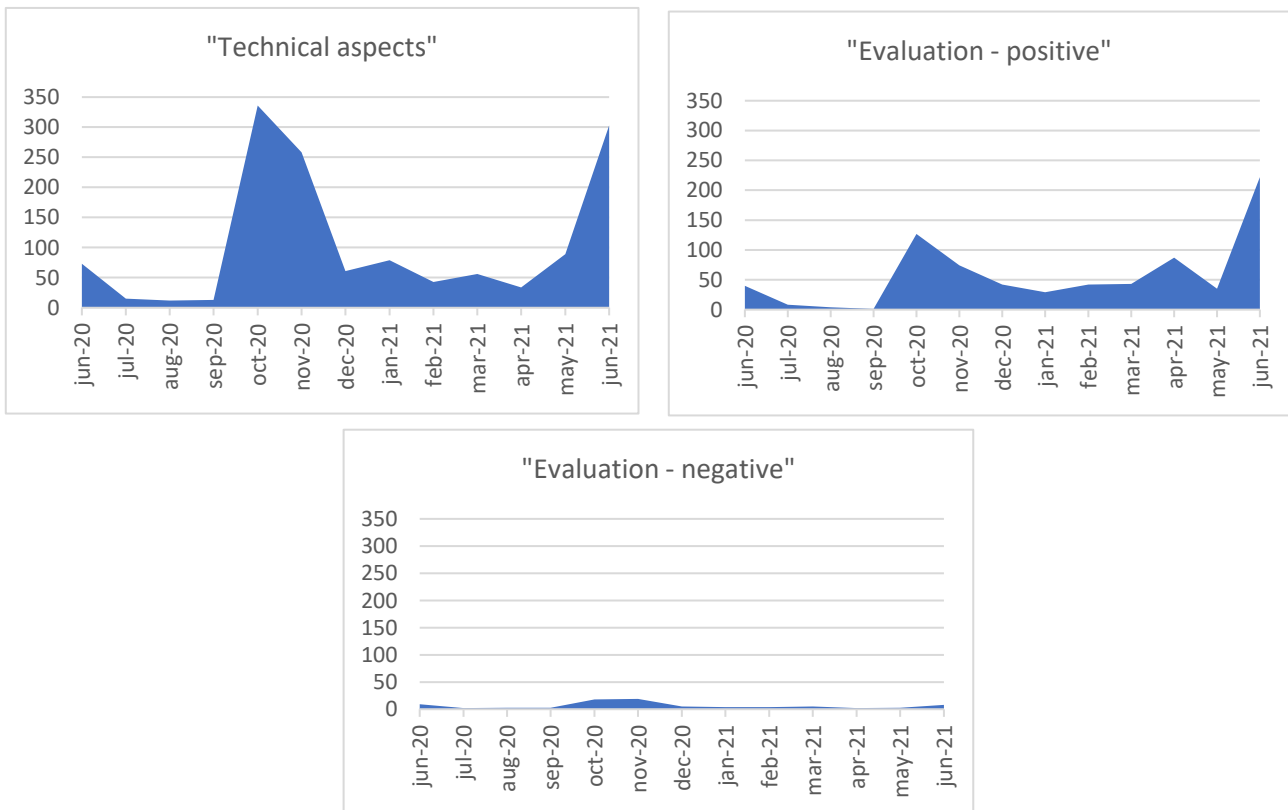 "Technical aspects"
350
300
250
200
150
100
50
0
jun-20
jul-20
aug-20
sep-20
oct-20
nov-20
dec-20
jan-21
feb-21
mar-21
apr-21
may-21
jun-21
"Evaluation - positive"
350
300
250
200
150
100
50
0
jun-20
jul-20
aug-20
sep-20
oct-20
nov-20
dec-20
jan-21
feb-21
mar-21
apr-21
may-21
jun-21
"Evaluation - negative"
350
300
250
200
150
100
50
0
jun-20
jul-20
aug-20
sep-20
oct-20
nov-20
dec-20
jan-21
feb-21
mar-21
apr-21
may-21
jun-21